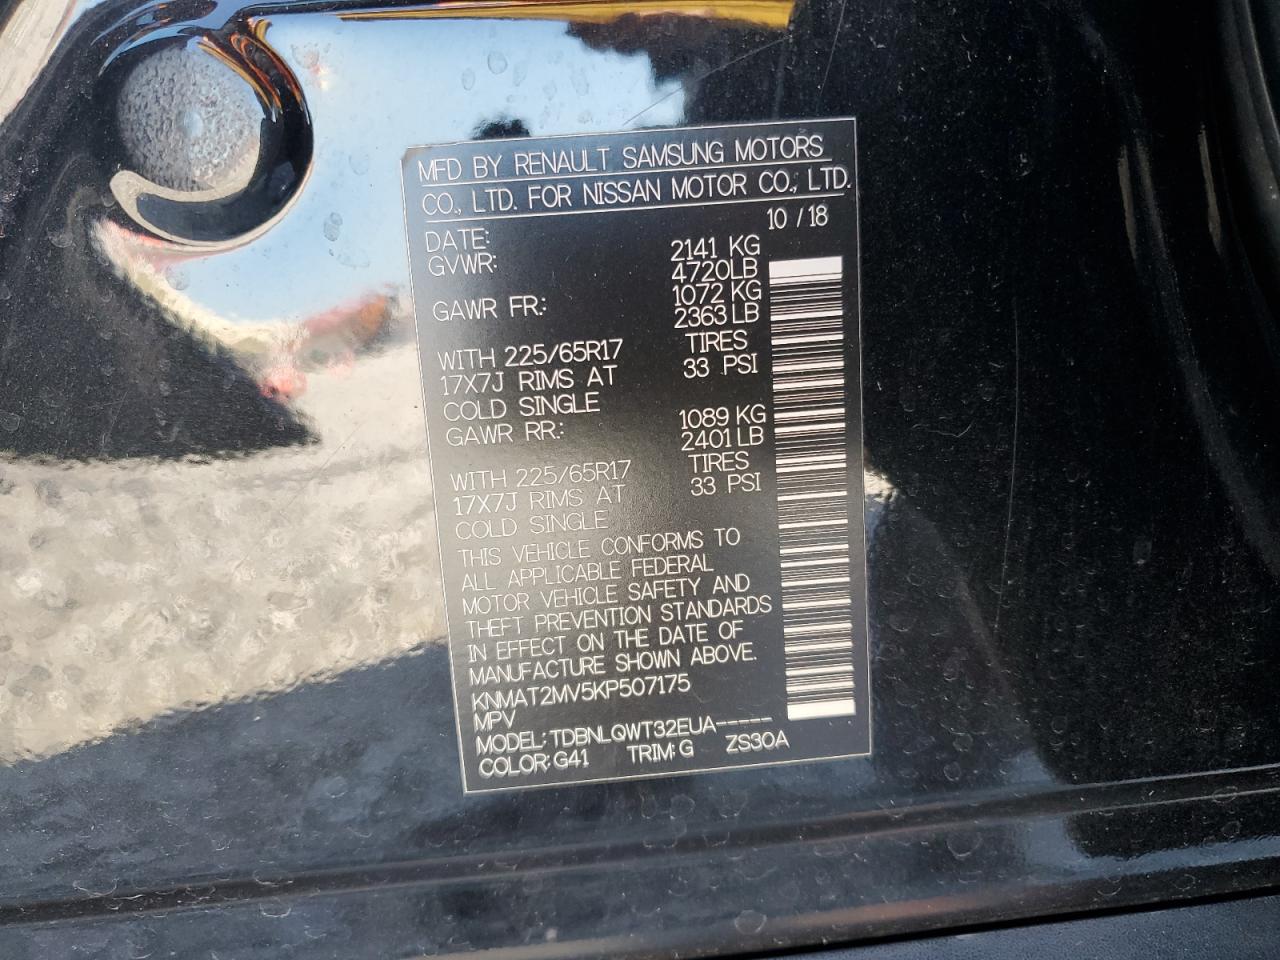 MFD BY RENAULT SAMSUNG MOTORS
CO., LTD. FOR NISSAN MOTOR CO., LTD.
DATE: 10 / 18
GVWR: 2141 KG
4720LB
GAWR FR: 1072 KG
2363 LB
WITH 225/65R17 TIRES
17X7J RIMS AT 33 PSI
COLD SINGLE
GAWR RR: 1089 KG
2401 LB
WITH 225/65R17 TIRES
17X7J RIMS AT 33 PSI
COLD SINGLE
THIS VEHICLE CONFORMS TO
ALL APPLICABLE FEDERAL
MOTOR VEHICLE SAFETY AND
THEFT PREVENTION STANDARDS
IN EFFECT ON THE DATE OF
MANUFACTURE SHOWN ABOVE.
KNMAT2MV5KP507175
MPV
MODEL: TDBNLQWT32EUA-----
COLOR: G41 TRIM: G ZS30A